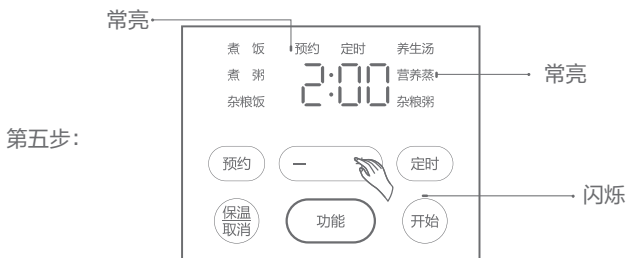 常亮
煮 饭 预约 定时 养生汤
煮 粥 2:00 营养蒸 常亮
杂粮饭 杂粮粥
第五步：
预约 − 定时
闪烁
保温 取消 功能 开始